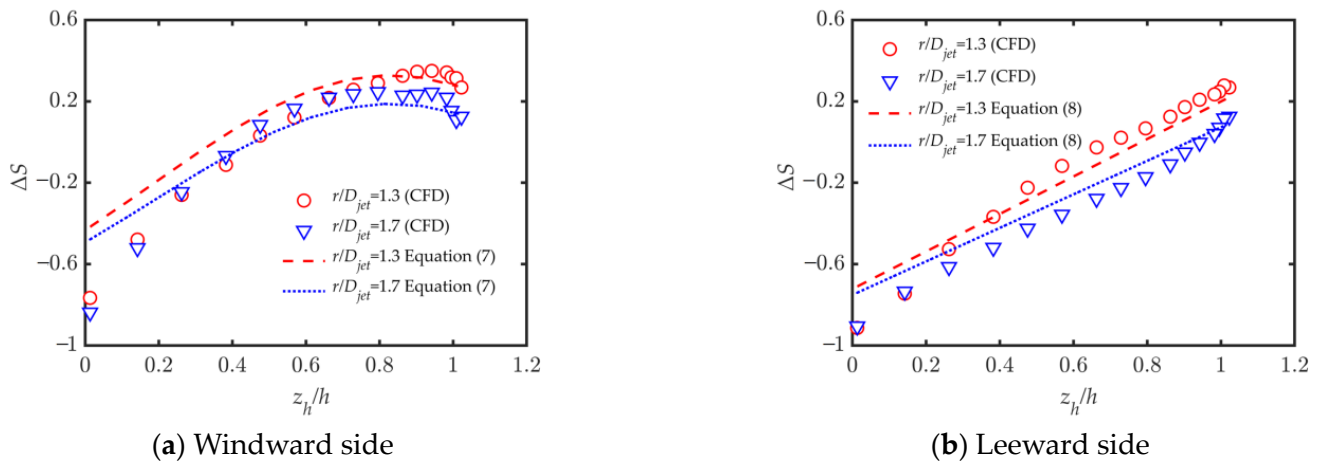 0.6
0.2
−0.2
−0.6
−1
ΔS
r/D_jet=1.3 (CFD)
r/D_jet=1.7 (CFD)
r/D_jet=1.3 Equation (7)
r/D_jet=1.7 Equation (7)
0 0.2 0.4 0.6 0.8 1 1.2
z_h/h
(a) Windward side
0.6
0.2
−0.2
−0.6
−1
ΔS
r/D_jet=1.3 (CFD)
r/D_jet=1.7 (CFD)
r/D_jet=1.3 Equation (8)
r/D_jet=1.7 Equation (8)
0 0.2 0.4 0.6 0.8 1 1.2
z_h/h
(b) Leeward side